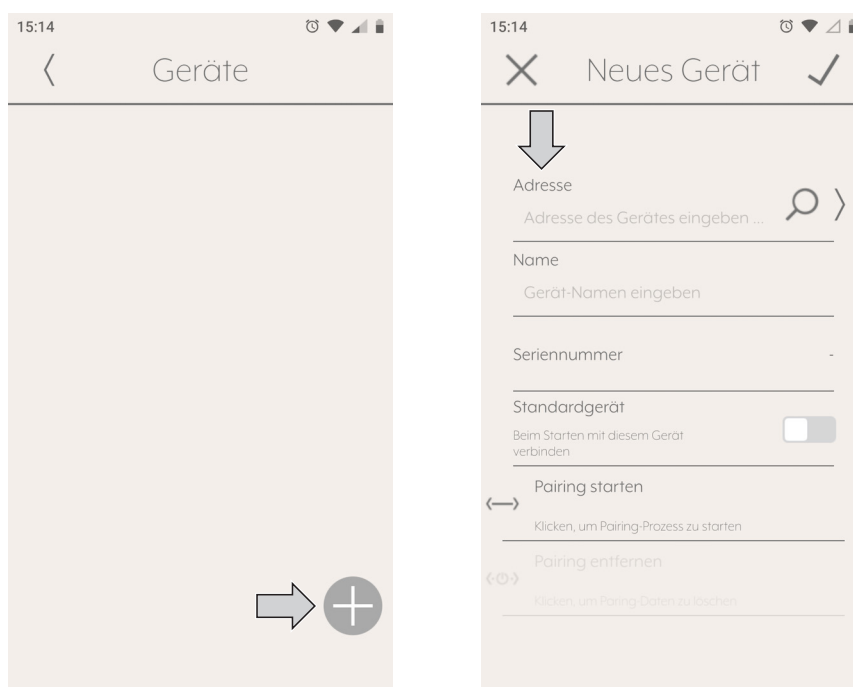 15:14
Geräte
15:14
Neues Gerät
Adresse
Adresse des Gerätes eingeben ...
Name
Gerät-Namen eingeben
Seriennummer -
Standardgerät
Beim Starten mit diesem Gerät
verbinden
Pairing starten
Klicken, um Pairing-Prozess zu starten
Pairing entfernen
Klicken, um Paring-Daten zu löschen